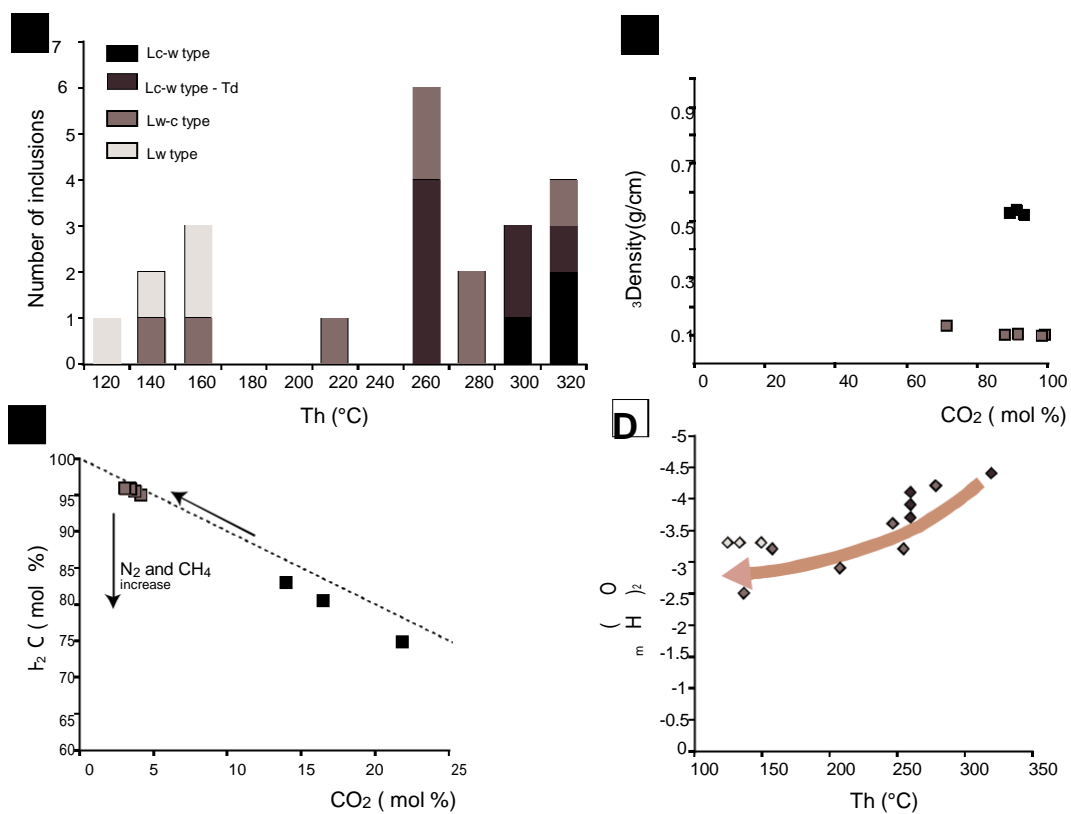 7
6
5
4
3
2
1
0
Number of inclusions
Lc-w type
Lc-w type - Td
Lw-c type
Lw type
120 140 160 180 200 220 240 260 280 300 320
Th (°C)
0.9
0.7
0.5
0.3
0.1
3Density(g/cm)
0 20 40 60 80 100
CO2 ( mol %)
100
95
90
85
80
75
70
65
60
( mol %)
N2 and CH4
increase
0 5 10 15 20 25
CO2 ( mol %)
D
-5
-4.5
-4
-3.5
-3
-2.5
-2
-1.5
-1
-0.5
0
m ( H O )2
100 150 200 250 300 350
Th (°C)